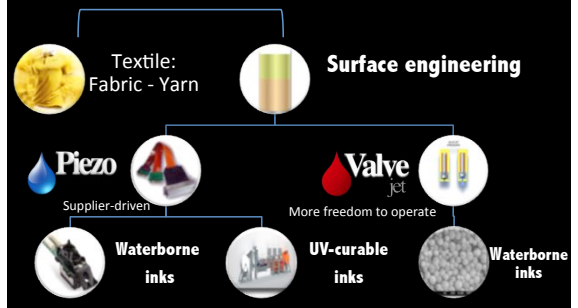 Textile:
Fabric - Yarn
Surface engineering
Piezo
Supplier-driven
Valve
jet
More freedom to operate
Waterborne
inks
UV-curable
inks
Waterborne
inks